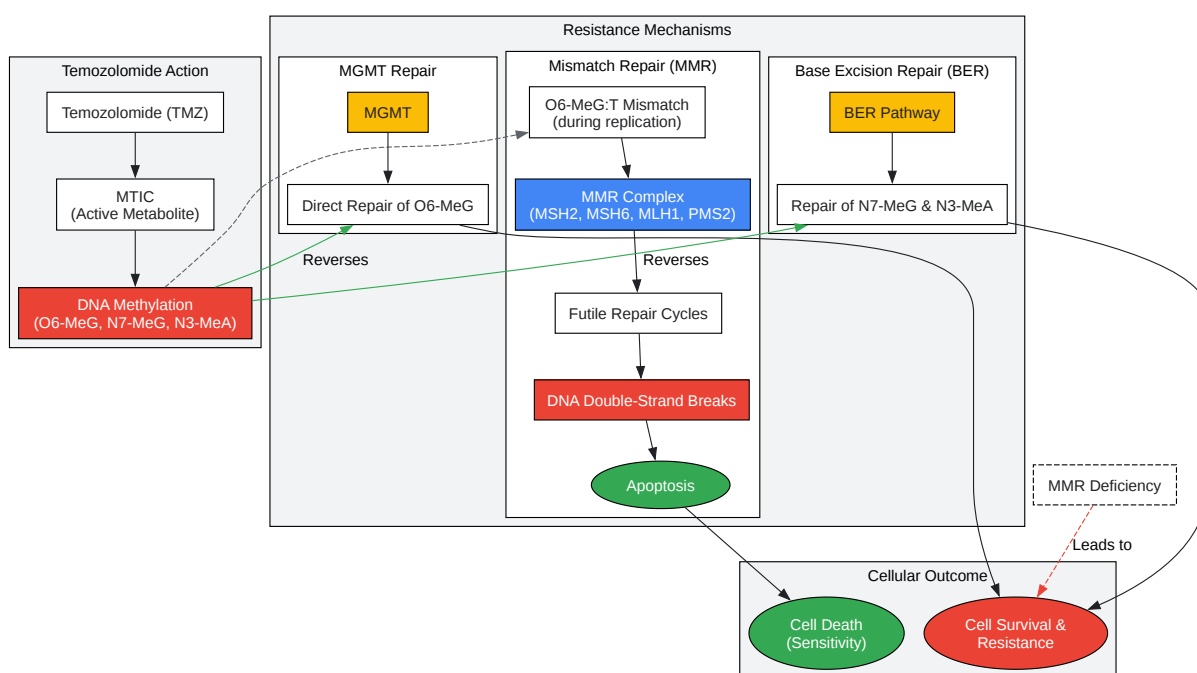 Resistance Mechanisms
Temozolomide Action
Temozolomide (TMZ)
MTIC
(Active Metabolite)
DNA Methylation
(O6-MeG, N7-MeG, N3-MeA)
MGMT Repair
MGMT
Direct Repair of O6-MeG
Reverses
Mismatch Repair (MMR)
O6-MeG:T Mismatch
(during replication)
MMR Complex
(MSH2, MSH6, MLH1, PMS2)
Reverses
Futile Repair Cycles
DNA Double-Strand Breaks
Apoptosis
Base Excision Repair (BER)
BER Pathway
Repair of N7-MeG & N3-MeA
MMR Deficiency
Leads to
Cellular Outcome
Cell Death
(Sensitivity)
Cell Survival &
Resistance